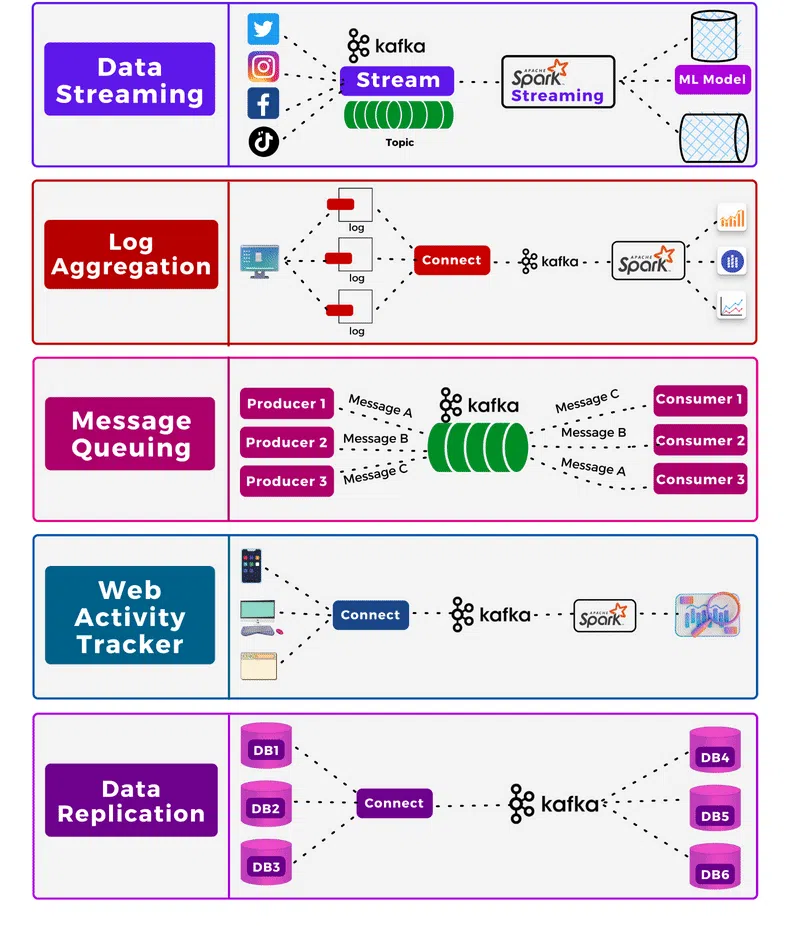 Data
Streaming
kafka
Stream
Topic
APACHE
Spark
Streaming
ML Model
Log
Aggregation
log
log
log
Connect
kafka
APACHE
Spark
Message
Queuing
Producer 1
Producer 2
Producer 3
Message A
Message B
Message C
kafka
Message C
Message B
Message A
Consumer 1
Consumer 2
Consumer 3
Web
Activity
Tracker
Connect
kafka
APACHE
Spark
Data
Replication
DB1
DB2
DB3
Connect
kafka
DB4
DB5
DB6